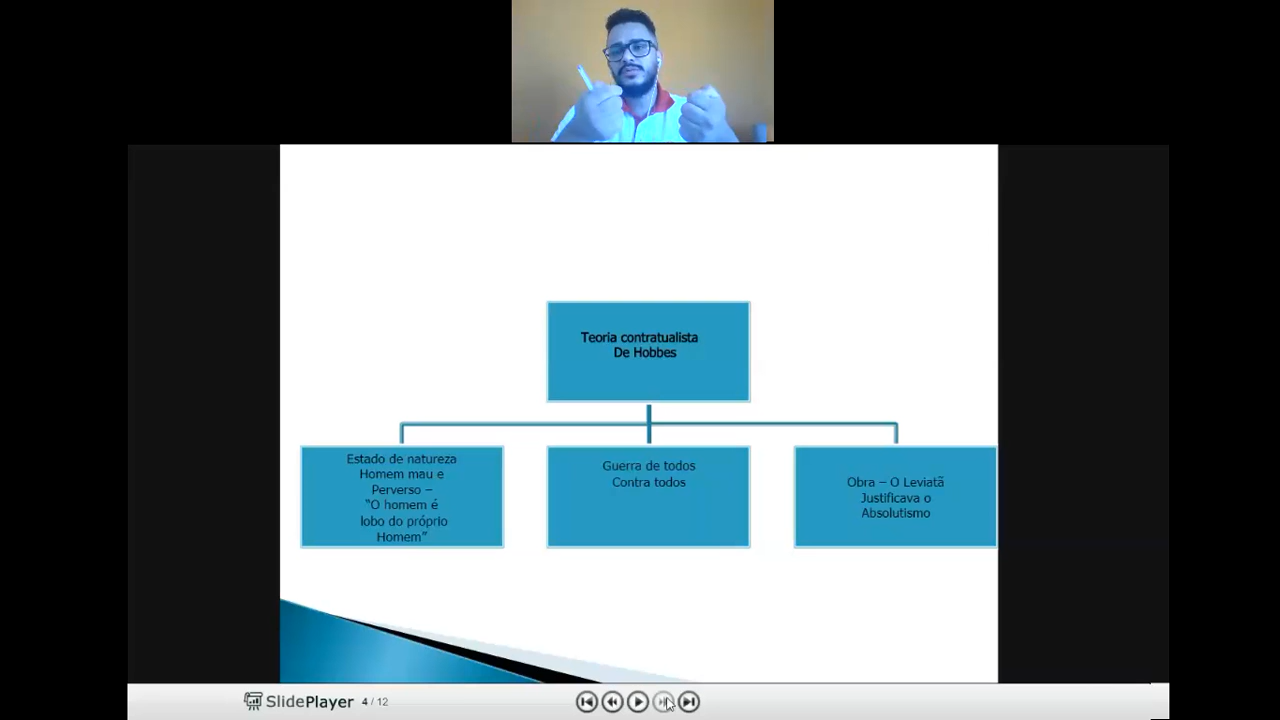 Teoria contratualista
De Hobbes
Estado de natureza
Homem mau e
Perverso –
“O homem é
lobo do próprio
Homem”
Guerra de todos
Contra todos
Obra – O Leviatã
Justificava o
Absolutismo
SlidePlayer 4 / 12